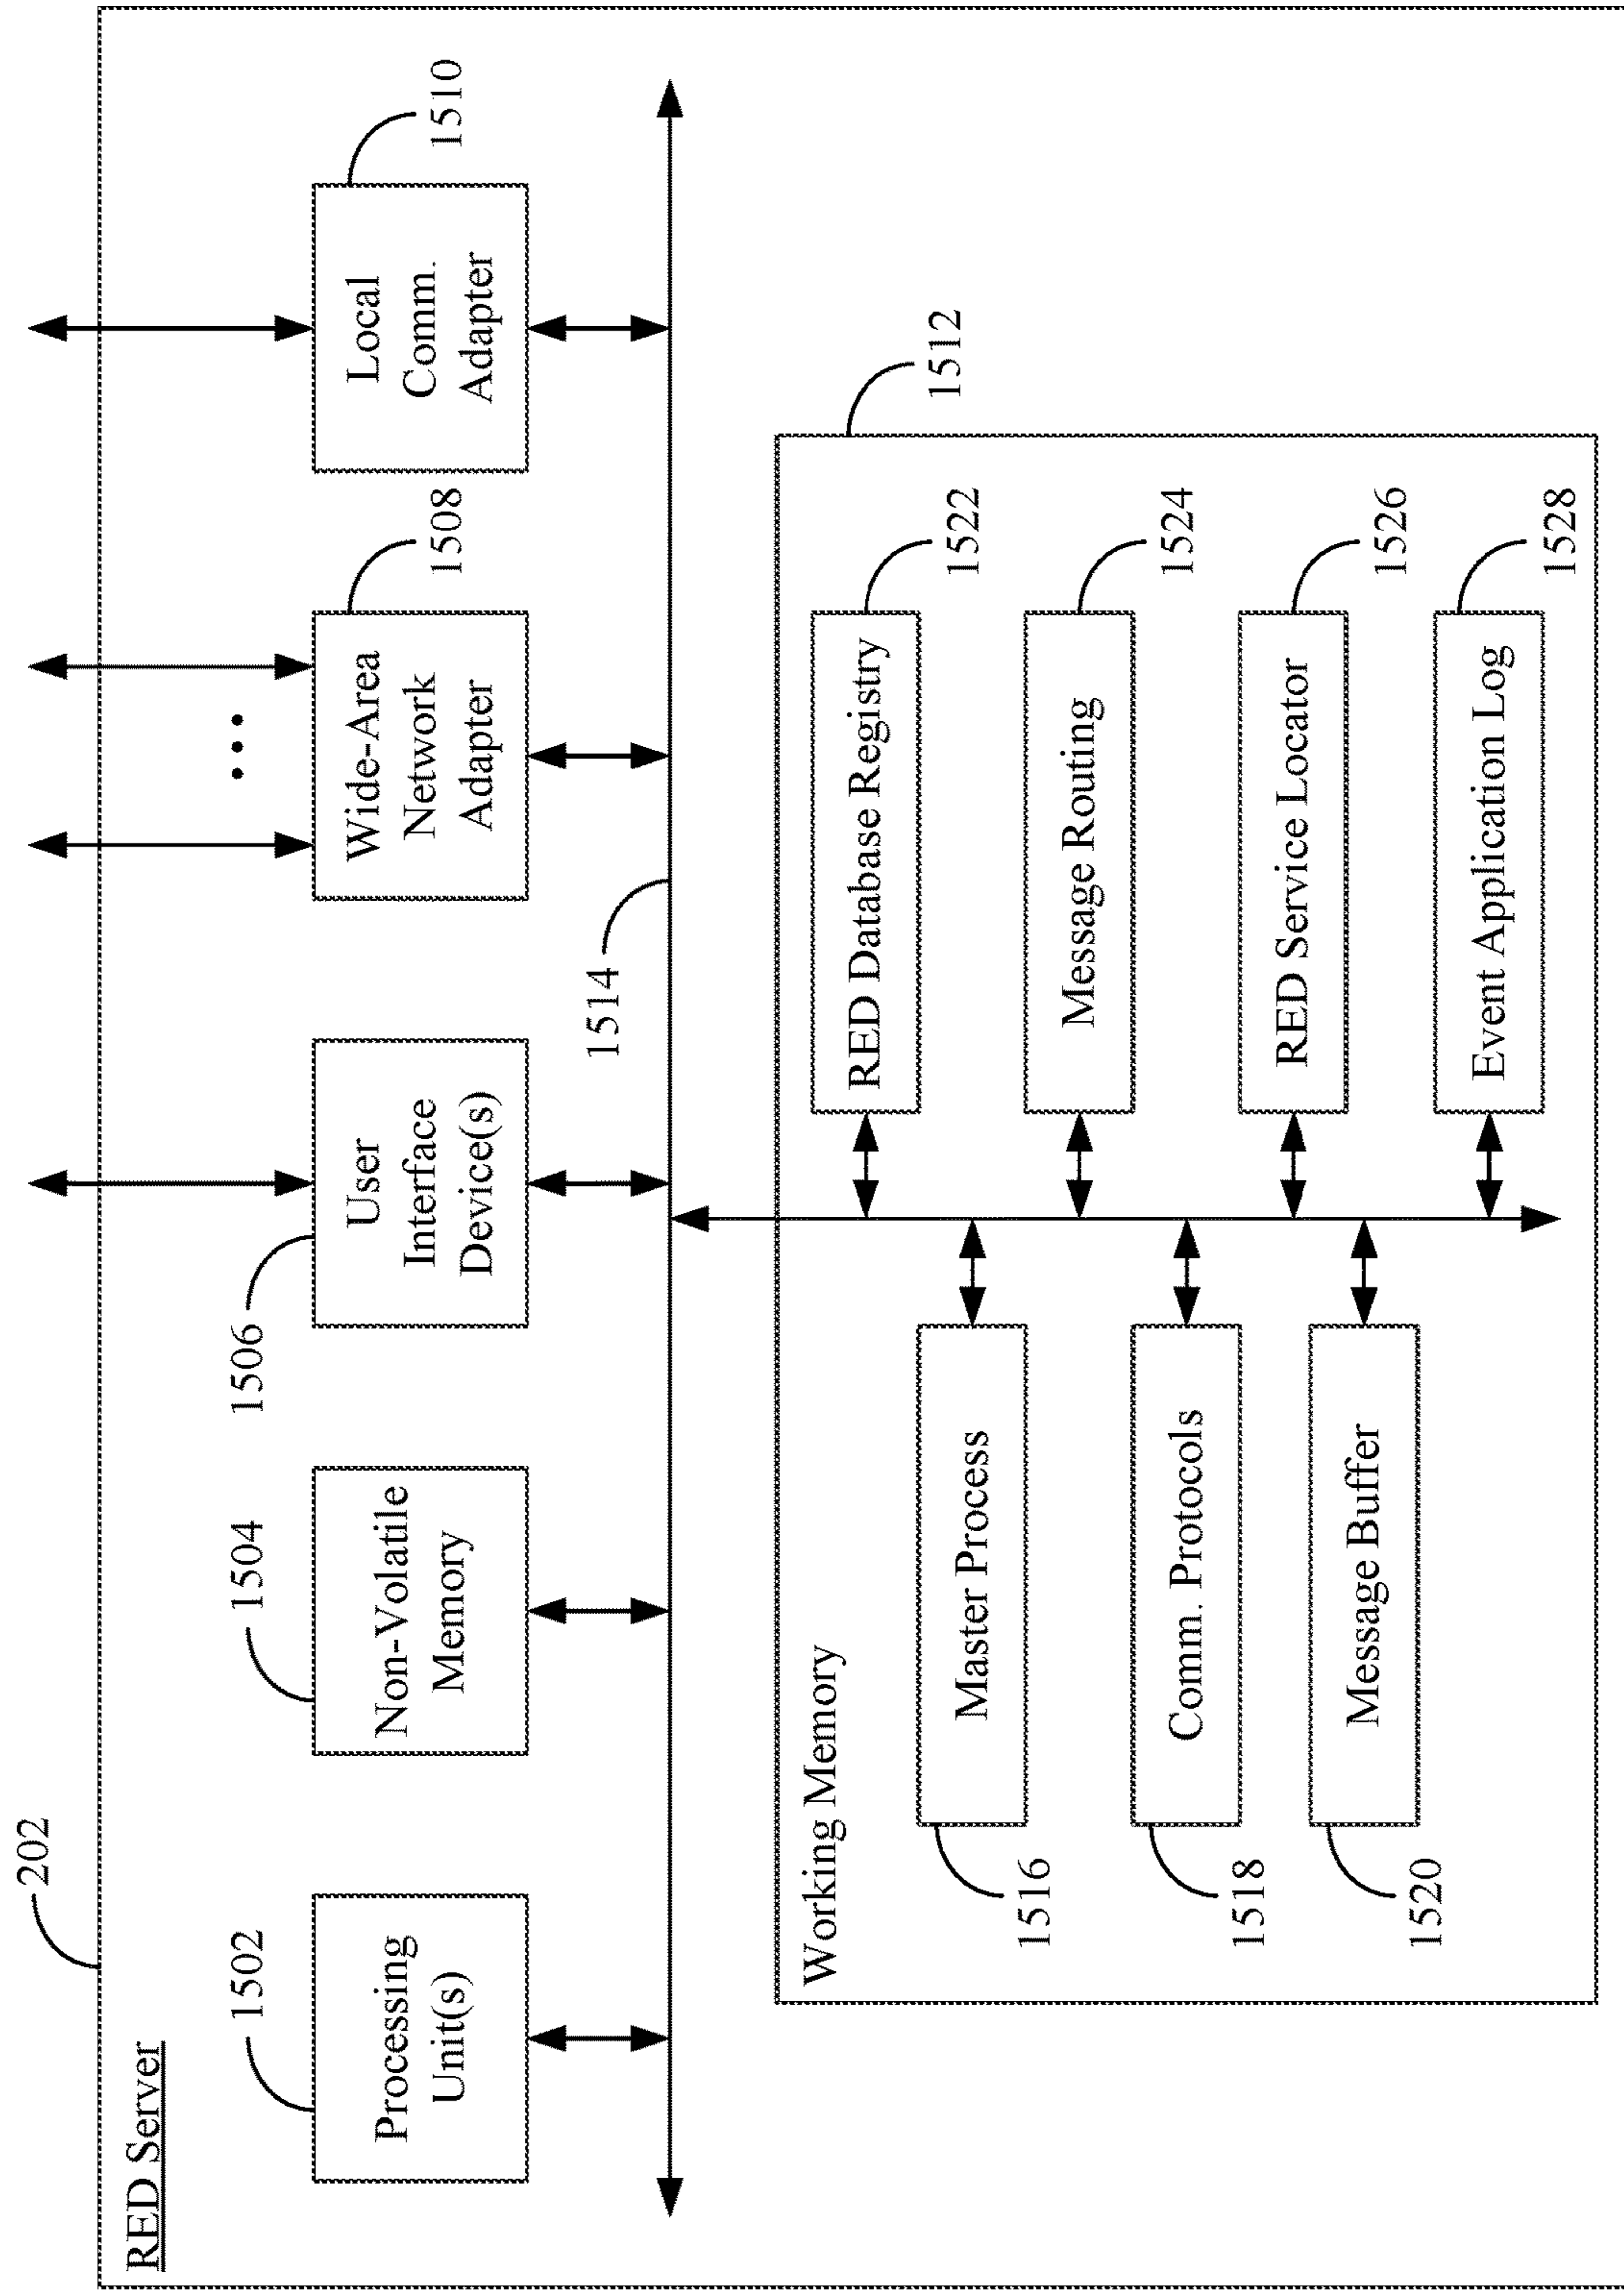 202
RED Server
1502
Processing
Unit(s)
1504
Non-Volatile
Memory
1506
User
Interface
Device(s)
1508
Wide-Area
Network
Adapter
1510
Local
Comm.
Adapter
1514
1512
Working Memory
Master Process
1516
Comm. Protocols
1518
Message Buffer
1520
RED Database Registry
1522
Message Routing
1524
RED Service Locator
1526
Event Application Log
1528